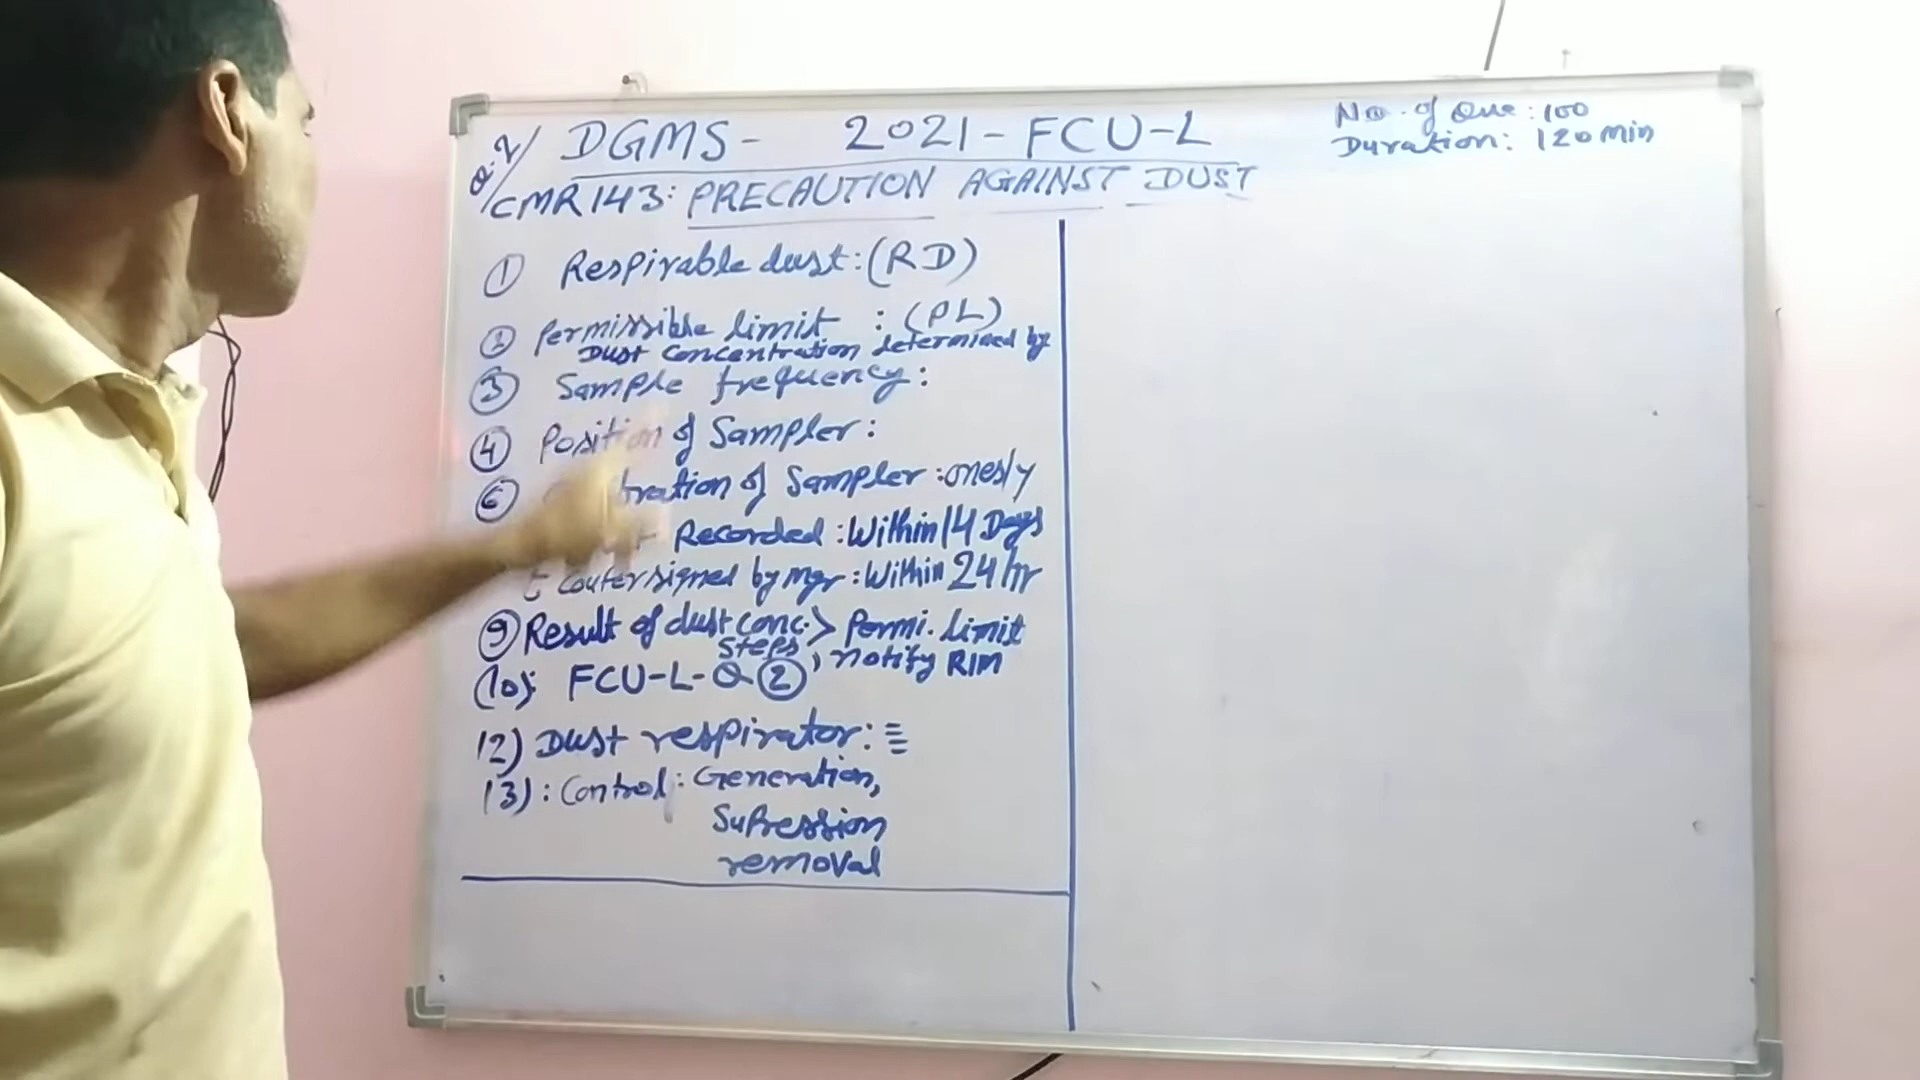 Q.2/ DGMS- 2021-FCU-L
No. of Que: 100
Duration: 120 Min
CMR 143: PRECAUTION AGAINST DUST
① Respirable dust: (RD)
② Permissible limit : (PL)
Dust Concentration determined by
③ Sample frequency:
④ Position of Sampler:
⑥ bration of Sampler :
Recorded : Within 14 Days
Coutersigned by Mgr : Within 24 hr
⑨ Result of dust Conc. > Permi. limit
Steps, notify RIM
(10): FCU-L-Q ②
12) Dust respirator:
13): Control: Generation,
Supression
removal